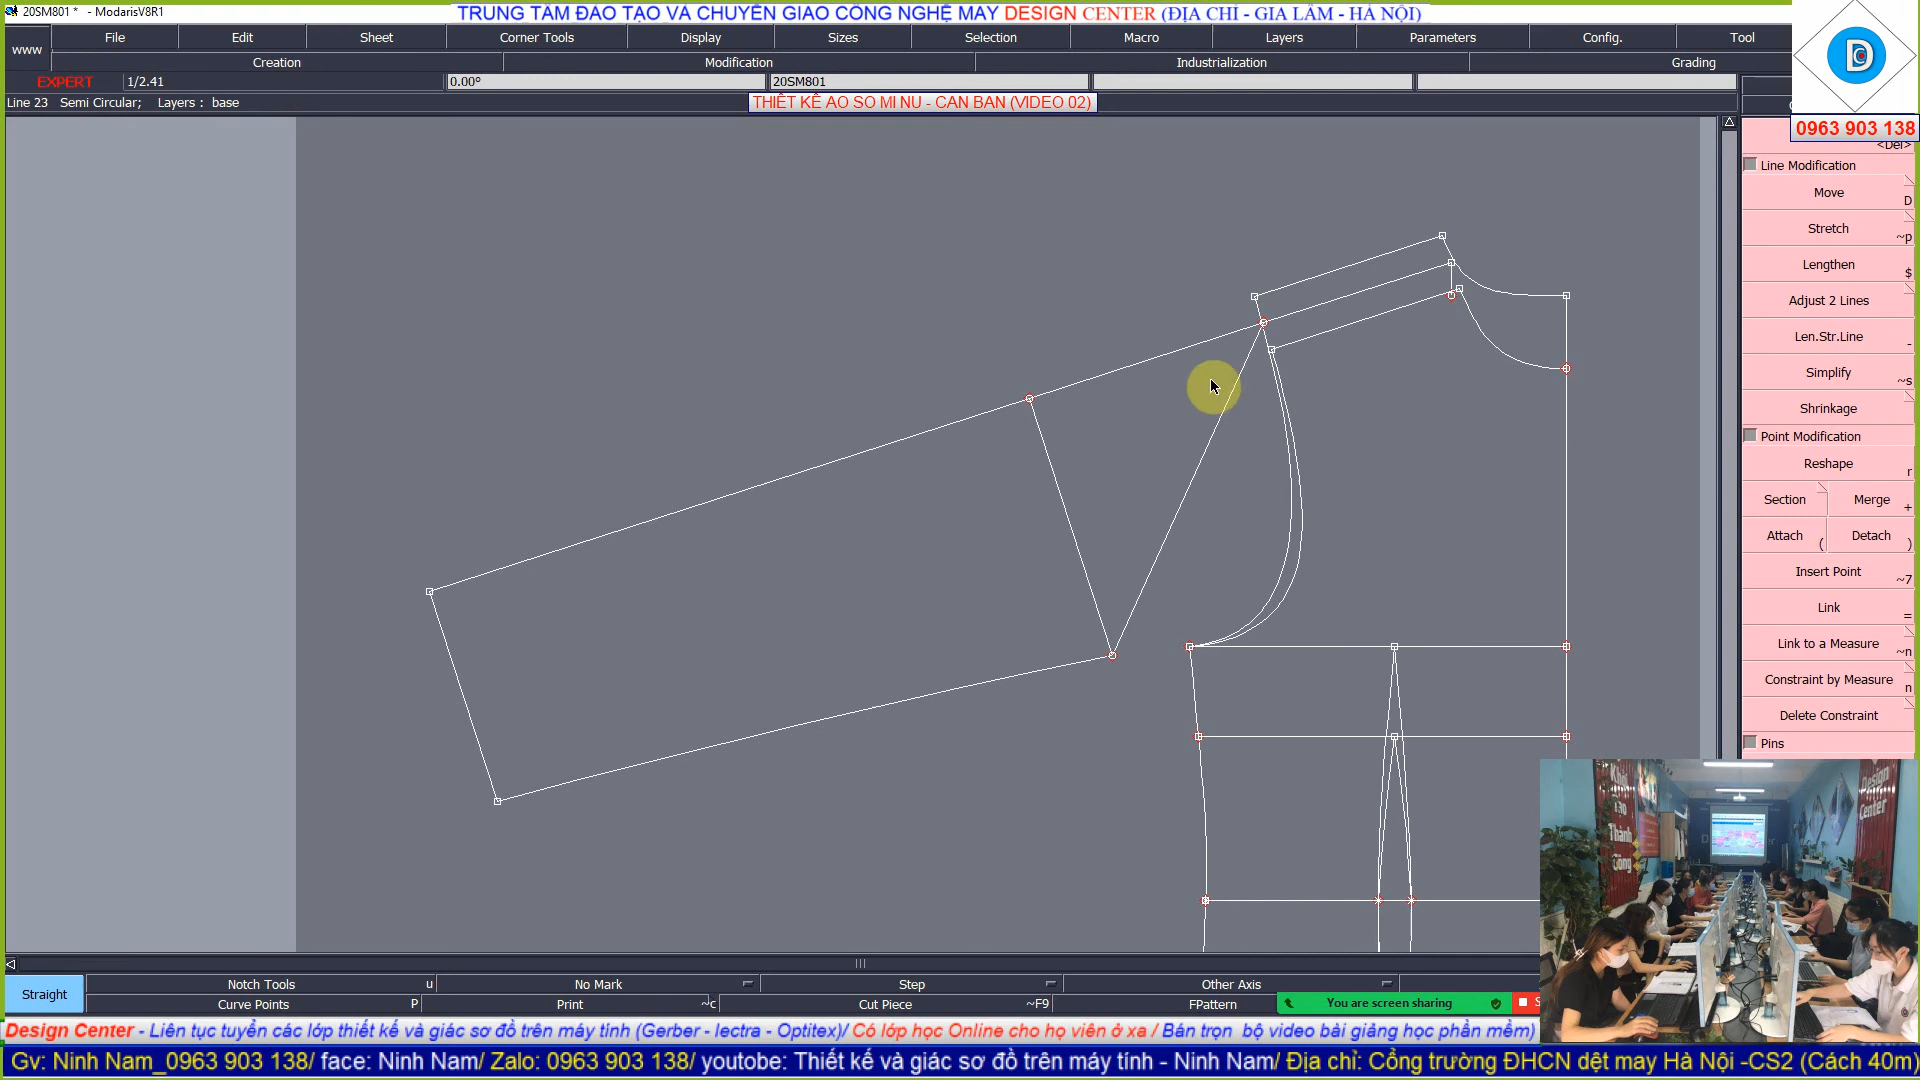 20SM801 * - ModarisV8R1
TRUNG TÂM ĐÀO TẠO VÀ CHUYỂN GIAO CÔNG NGHỆ MAY DESIGN CENTER (ĐỊA CHỈ - GIA LÂM - HÀ NỘI)
www
File Edit Sheet Corner Tools Display Sizes Selection Macro Layers Parameters Config. Tool
Creation Modification Industrialization Grading
EXPERT 1/2.41 0.00° 20SM801
Line 23 Semi Circular; Layers : base
THIẾT KẾ ÁO SƠ MI NỮ - CĂN BẢN (VIDEO 02)
0963 903 138
<Del>
Line Modification
Move D
Stretch ~p
Lengthen $
Adjust 2 Lines
Len.Str.Line -
Simplify ~s
Shrinkage
Point Modification
Reshape r
Section Merge +
Attach ( Detach )
Insert Point ~7
Link =
Link to a Measure ~n
Constraint by Measure n
Delete Constraint
Pins
Design Center
Thành Công
Straight
Notch Tools u No Mark Step Other Axis
Curve Points P Print ~c Cut Piece ~F9 FPattern
You are screen sharing S
Design Center - Liên tục tuyển các lớp thiết kế và giác sơ đồ trên máy tính (Gerber - lectra - Optitex)/ Có lớp học Online cho họ viên ở xa / Bán trọn bộ video bài giảng học phần mềm)
Gv: Ninh Nam_0963 903 138/ face: Ninh Nam/ Zalo: 0963 903 138/ youtobe: Thiết kế và giác sơ đồ trên máy tính - Ninh Nam/ Địa chỉ: Cổng trường ĐHCN dệt may Hà Nội -CS2 (Cách 40m)